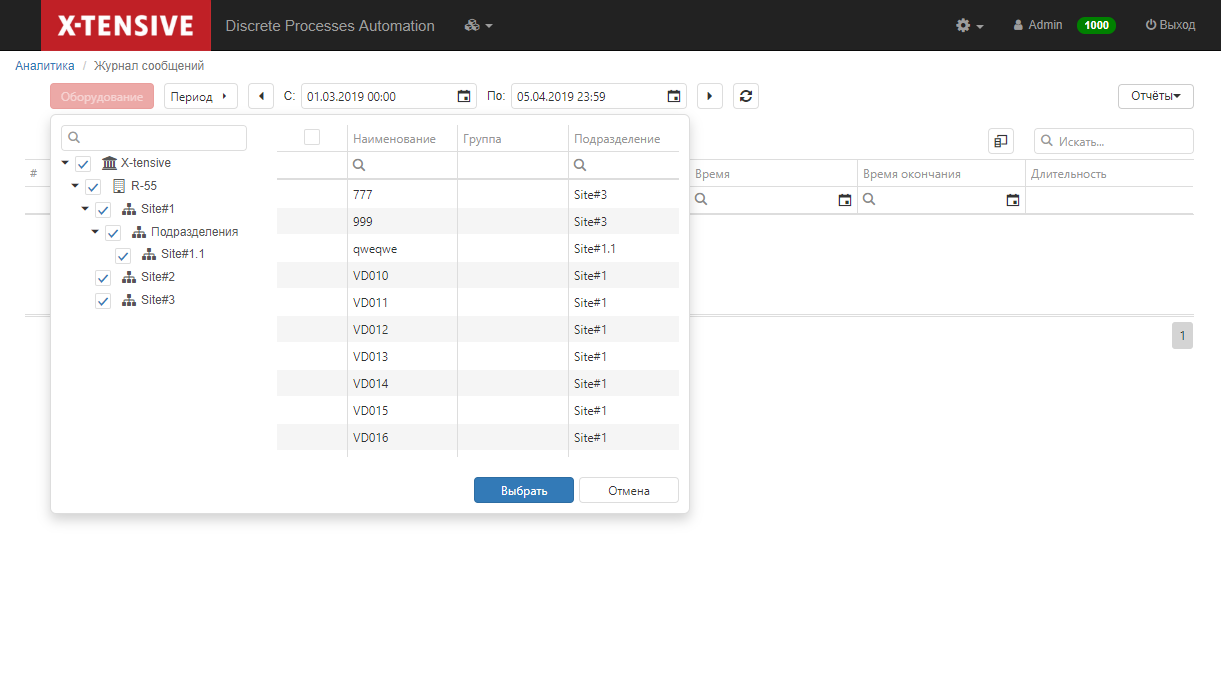 X-TENSIVE Discrete Processes Automation Admin 1000 Выход
Аналитика / Журнал сообщений
Оборудование Период С: 01.03.2019 00:00 По: 05.04.2019 23:59 Отчёты
Искать...
Наименование Группа Подразделение
X-tensive
R-55
Site#1
Подразделения
Site#1.1
Site#2
Site#3
777 Site#3
999 Site#3
qweqwe Site#1.1
VD010 Site#1
VD011 Site#1
VD012 Site#1
VD013 Site#1
VD014 Site#1
VD015 Site#1
VD016 Site#1
Выбрать Отмена
# Время Время окончания Длительность
1